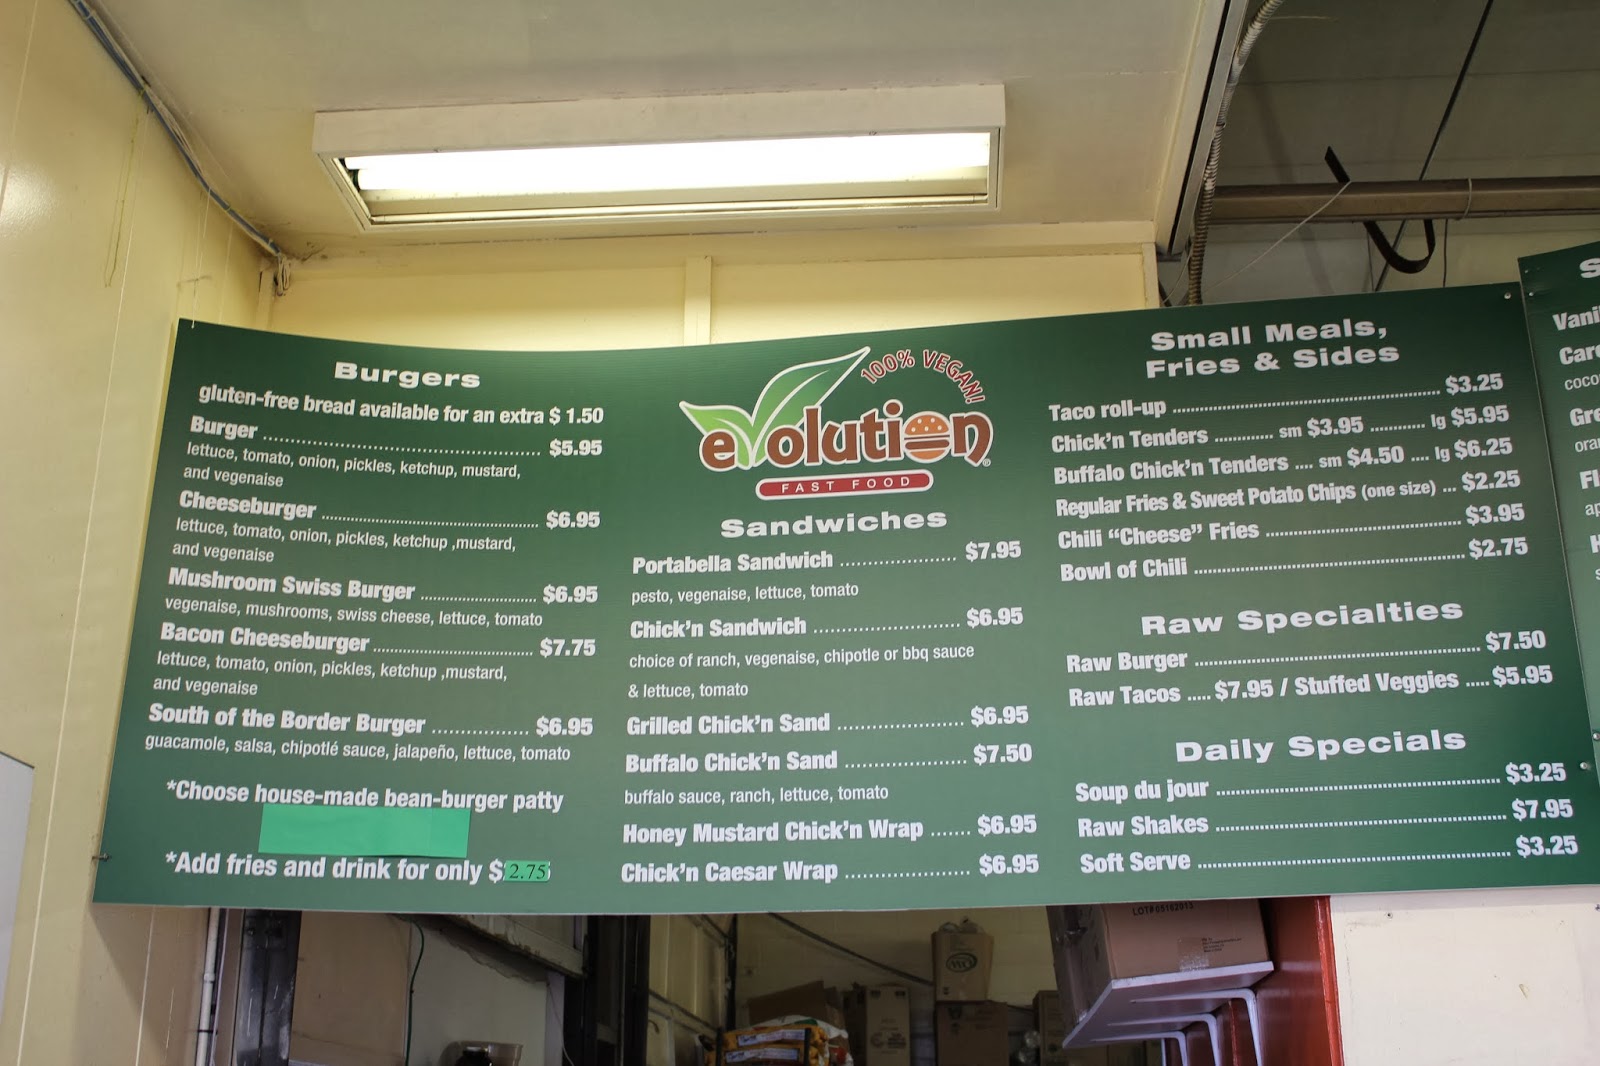 Burgers
gluten-free bread available for an extra $ 1.50
Burger ........ $5.95
lettuce, tomato, onion, pickles, ketchup, mustard,
and vegenaise
Cheeseburger ........ $6.95
lettuce, tomato, onion, pickles, ketchup ,mustard,
and vegenaise
Mushroom Swiss Burger ........ $6.95
vegenaise, mushrooms, swiss cheese, lettuce, tomato
Bacon Cheeseburger ........ $7.75
lettuce, tomato, onion, pickles, ketchup ,mustard,
and vegenaise
South of the Border Burger ........ $6.95
guacamole, salsa, chipotlé sauce, jalapeño, lettuce, tomato
*Choose house-made bean-burger patty
*Add fries and drink for only $ 2.75
100% VEGAN!
evolution®
FAST FOOD
Sandwiches
Portabella Sandwich ........ $7.95
pesto, vegenaise, lettuce, tomato
Chick'n Sandwich ........ $6.95
choice of ranch, vegenaise, chipotle or bbq sauce
& lettuce, tomato
Grilled Chick'n Sand ........ $6.95
Buffalo Chick'n Sand ........ $7.50
buffalo sauce, ranch, lettuce, tomato
Honey Mustard Chick'n Wrap ....... $6.95
Chick'n Caesar Wrap ........ $6.95
Small Meals,
Fries & Sides
Taco roll-up ........ $3.25
Chick'n Tenders ........ sm $3.95 ........ lg $5.95
Buffalo Chick'n Tenders .... sm $4.50 .... lg $6.25
Regular Fries & Sweet Potato Chips (one size) ... $2.25
Chili "Cheese" Fries ........ $3.95
Bowl of Chili ........ $2.75
Raw Specialties
Raw Burger ........ $7.50
Raw Tacos ..... $7.95 / Stuffed Veggies ..... $5.95
Daily Specials
Soup du jour ........ $3.25
Raw Shakes ........ $7.95
Soft Serve ........ $3.25
LOT# 05162013